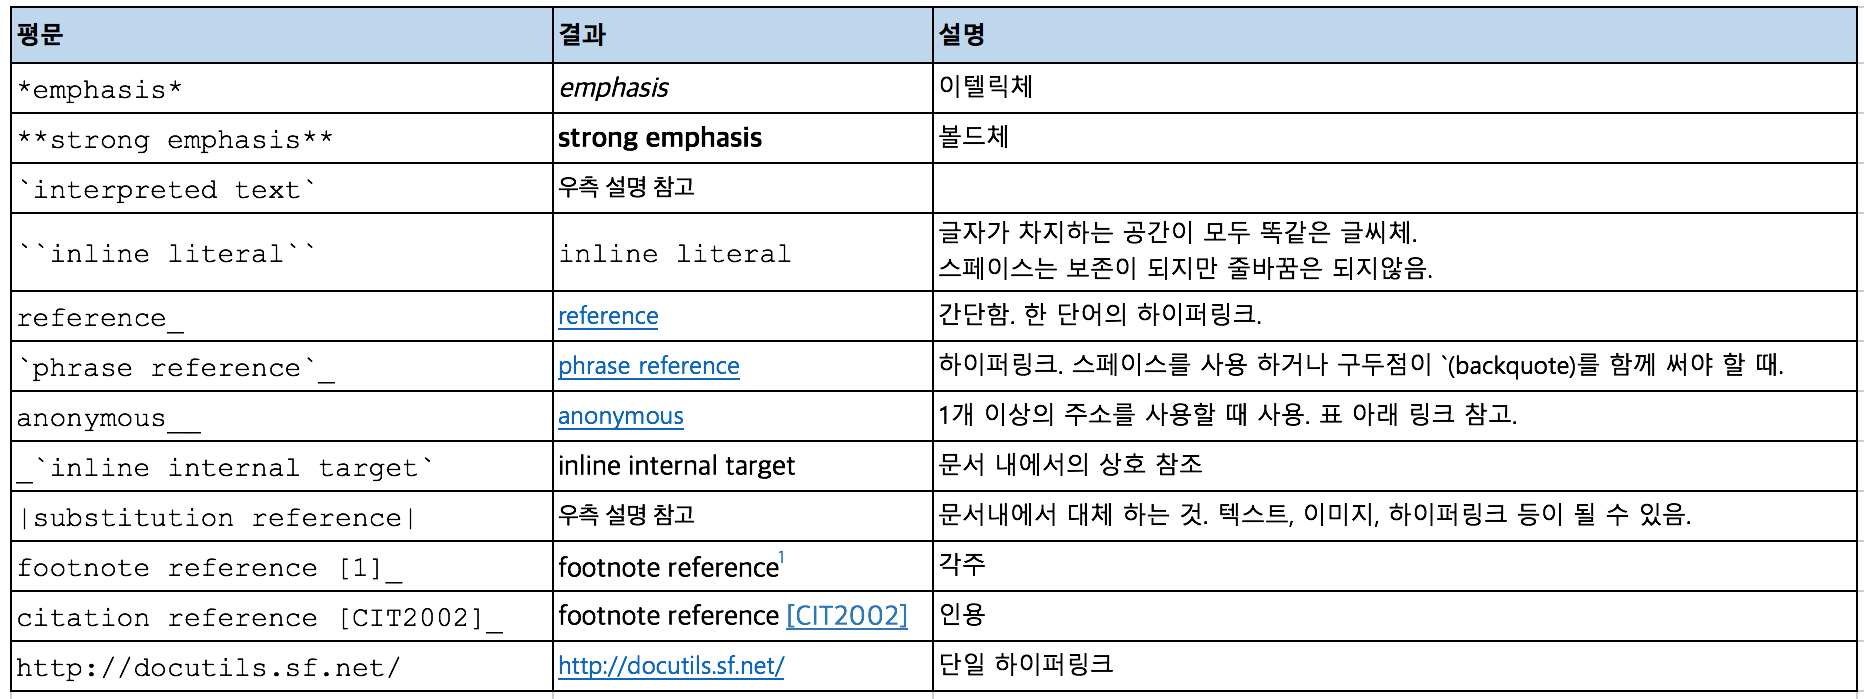 평문 결과 설명
*emphasis* emphasis 이텔릭체
**strong emphasis** strong emphasis 볼드체
`interpreted text` 우측 설명 참고
``inline literal`` inline literal 글자가 차지하는 공간이 모두 똑같은 글씨체.
스페이스는 보존이 되지만 줄바꿈은 되지않음.
reference_ reference 간단함. 한 단어의 하이퍼링크.
`phrase reference`_ phrase reference 하이퍼링크. 스페이스를 사용 하거나 구두점이 `(backquote)를 함께 써야 할 때.
anonymous__ anonymous 1개 이상의 주소를 사용할 때 사용. 표 아래 링크 참고.
_`inline internal target` inline internal target 문서 내에서의 상호 참조
|substitution reference| 우측 설명 참고 문서내에서 대체 하는 것. 텍스트, 이미지, 하이퍼링크 등이 될 수 있음.
footnote reference [1]_ footnote reference1 각주
citation reference [CIT2002]_ footnote reference [CIT2002] 인용
http://docutils.sf.net/ http://docutils.sf.net/ 단일 하이퍼링크